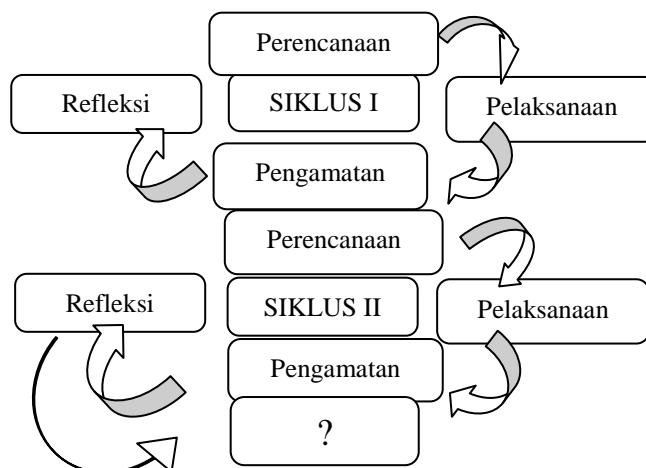 Perencanaan
Refleksi
SIKLUS I
Pelaksanaan
Pengamatan
Perencanaan
Refleksi
SIKLUS II
Pelaksanaan
Pengamatan
?